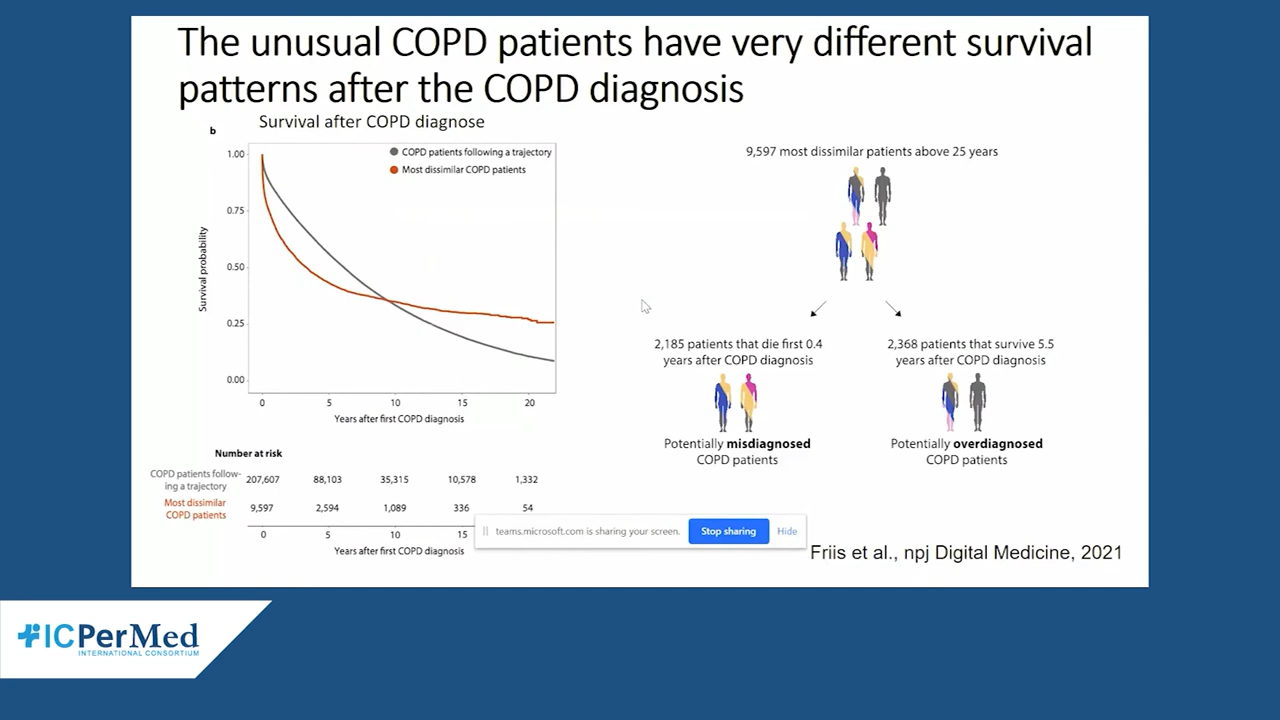 The unusual COPD patients have very different survival
patterns after the COPD diagnosis
b
Survival after COPD diagnose
COPD patients following a trajectory
Most dissimilar COPD patients
Survival probability
1.00
0.75
0.50
0.25
0.00
0 5 10 15 20
Years after first COPD diagnosis
Number at risk
COPD patients follow-
ing a trajectory
207,607 88,103 35,315 10,578 1,332
Most dissimilar
COPD patients
9,597 2,594 1,089 336 54
0 5 10 15
Years after first COPD diagnosis
9,597 most dissimilar patients above 25 years
2,185 patients that die first 0.4
years after COPD diagnosis
Potentially misdiagnosed
COPD patients
2,368 patients that survive 5.5
years after COPD diagnosis
Potentially overdiagnosed
COPD patients
teams.microsoft.com is sharing your screen.
Stop sharing
Hide
Friis et al., npj Digital Medicine, 2021
ICPerMed
INTERNATIONAL CONSORTIUM